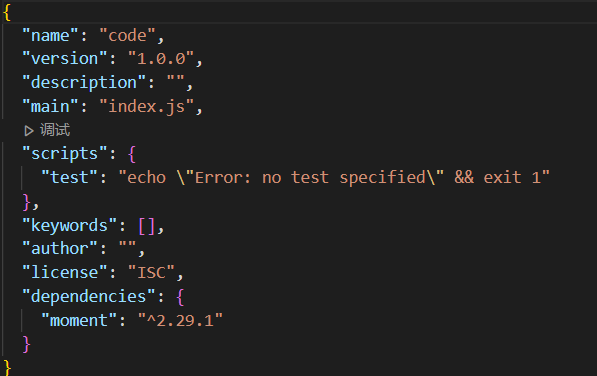 {
"name": "code",
"version": "1.0.0",
"description": "",
"main": "index.js",
▷ 调试
"scripts": {
"test": "echo \"Error: no test specified\" && exit 1"
},
"keywords": [],
"author": "",
"license": "ISC",
"dependencies": {
"moment": "^2.29.1"
}
}